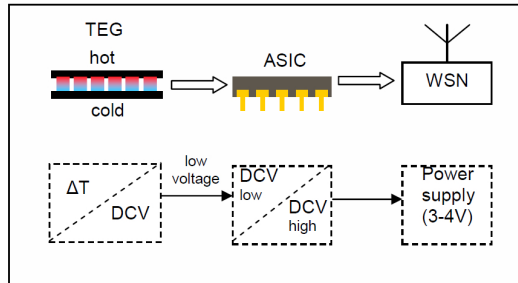 TEG
hot
cold
ASIC
WSN
ΔT
DCV
low
voltage
DCV
low
DCV
high
Power
supply
(3-4V)